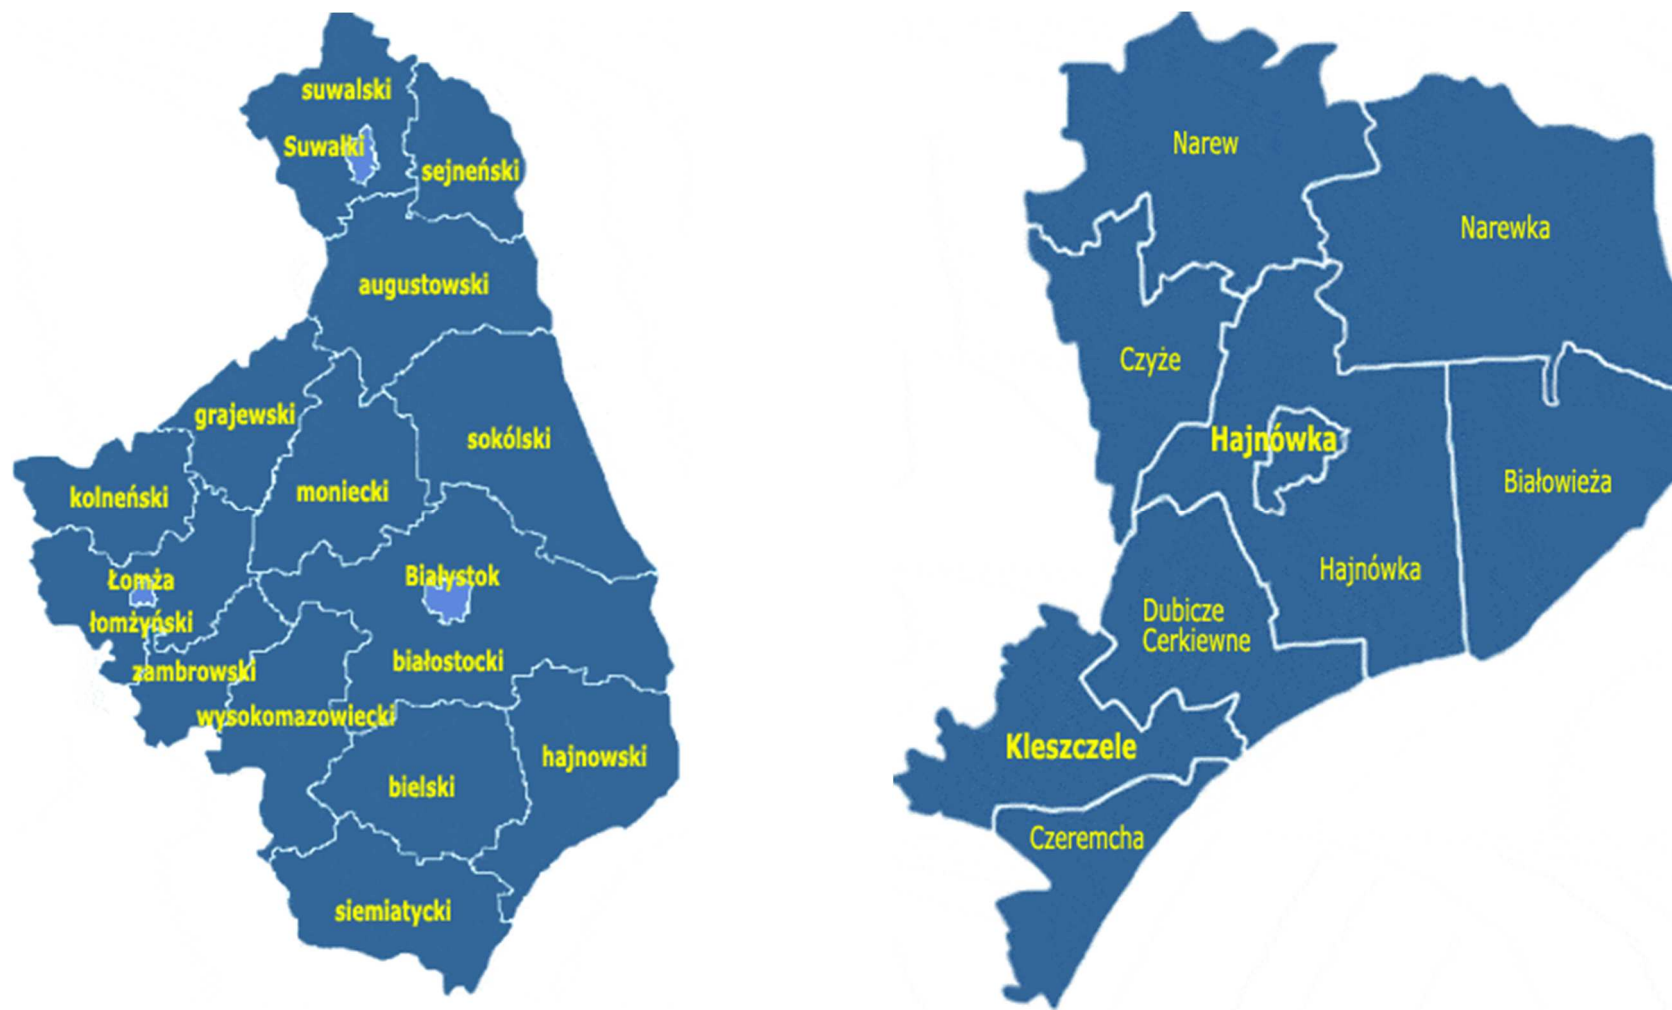 suwalski
Suwałki
sejneński
augustowski
grajewski
sokólski
kolneński
moniecki
Łomża
Białystok
łomżyński
białostocki
zambrowski
wysokomazowiecki
hajnowski
bielski
siemiatycki
Narew
Narewka
Czyże
Hajnówka
Białowieża
Hajnówka
Dubicze
Cerkiewne
Kleszczele
Czeremcha